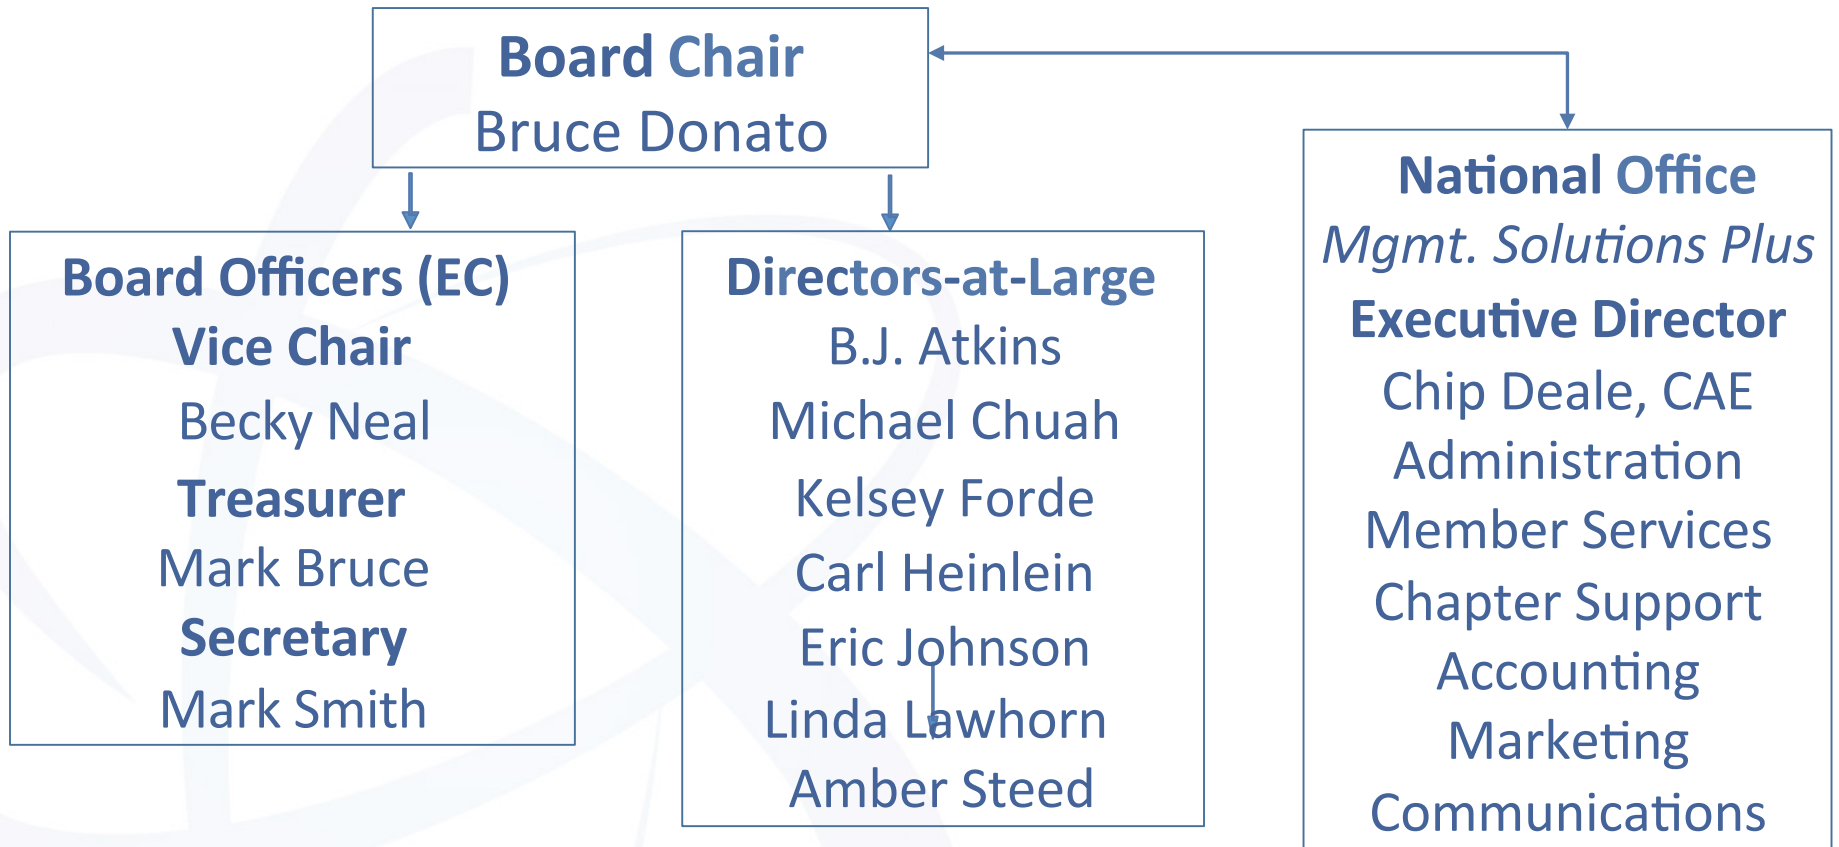 Board Chair
Bruce Donato
Board Officers (EC)
Vice Chair
Becky Neal
Treasurer
Mark Bruce
Secretary
Mark Smith
Directors-at-Large
B.J. Atkins
Michael Chuah
Kelsey Forde
Carl Heinlein
Eric Johnson
Linda Lawhorn
Amber Steed
National Office
Mgmt. Solutions Plus
Executive Director
Chip Deale, CAE
Administration
Member Services
Chapter Support
Accounting
Marketing
Communications